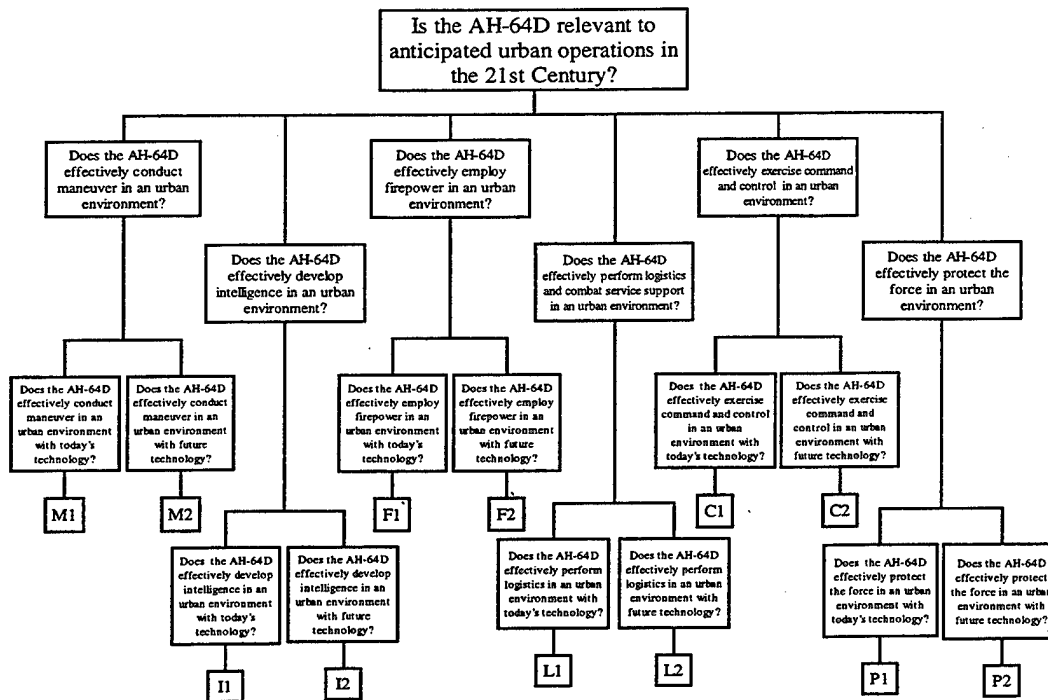 Is the AH-64D relevant to
anticipated urban operations in
the 21st Century?
Does the AH-64D
effectively conduct
maneuver in an urban
environment?
Does the AH-64D
effectively employ
firepower in an urban
environment?
Does the AH-64D
effectively exercise command
and control in an urban
environment?
Does the AH-64D
effectively develop
intelligence in an urban
environment?
Does the AH-64D
effectively perform logistics
and combat service support
in an urban environment?
Does the AH-64D
effectively protect the
force in an urban
environment?
Does the AH-64D
effectively conduct
maneuver in an
urban environment
with today's
technology?
Does the AH-64D
effectively conduct
maneuver in an
urban environment
with future
technology?
Does the AH-64D
effectively employ
firepower in an
urban environment
with today's
technology?
Does the AH-64D
effectively employ
firepower in an
urban environment
with future
technology?
Does the AH-64D
effectively exercise
command and control
in an urban
environment with
today's technology?
Does the AH-64D
effectively exercise
command and
control in an urban
environment with
future technology?
M1
M2
F1
F2
C1
C2
Does the AH-64D
effectively develop
intelligence in an
urban environment
with today's
technology?
Does the AH-64D
effectively develop
intelligence in an
urban environment
with future
technology?
Does the AH-64D
effectively perform
logistics in an urban
environment with
today's technology?
Does the AH-64D
effectively perform
logistics in an urban
environment with
future technology?
Does the AH-64D
effectively protect
the force in an urban
environment with
today's technology?
Does the AH-64D
effectively protect
the force in an urban
environment with
future technology?
I1
I2
L1
L2
P1
P2